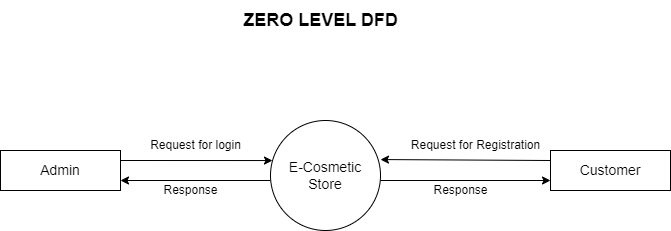 ZERO LEVEL DFD
Request for login
Request for Registration
Admin
E-Cosmetic
Store
Customer
Response
Response